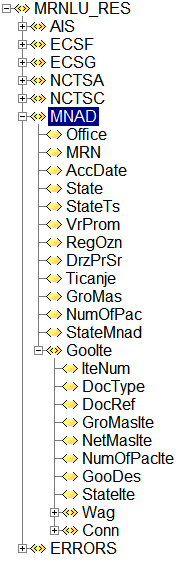 MRNLU_RES
AIS
ECSF
ECSG
NCTSA
NCTSC
MNAD
Office
MRN
AccDate
State
StateTs
VrProm
RegOzn
DrzPrSr
Ticanje
GroMas
NumOfPac
StateMnad
GooIte
IteNum
DocType
DocRef
GroMasIte
NetMasIte
NumOfPacIte
GooDes
StateIte
Wag
Conn
ERRORS